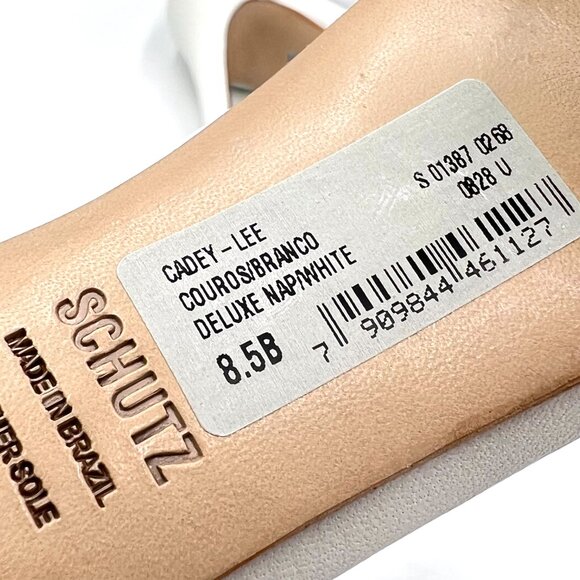 S 01387 0268
0828 U
CADEY-LEE
COUROS/BRANCO
DELUXE NAP/WHITE
8.5B
7 909844 461127
SCHUTZ
MADE IN BRAZIL
SOLE